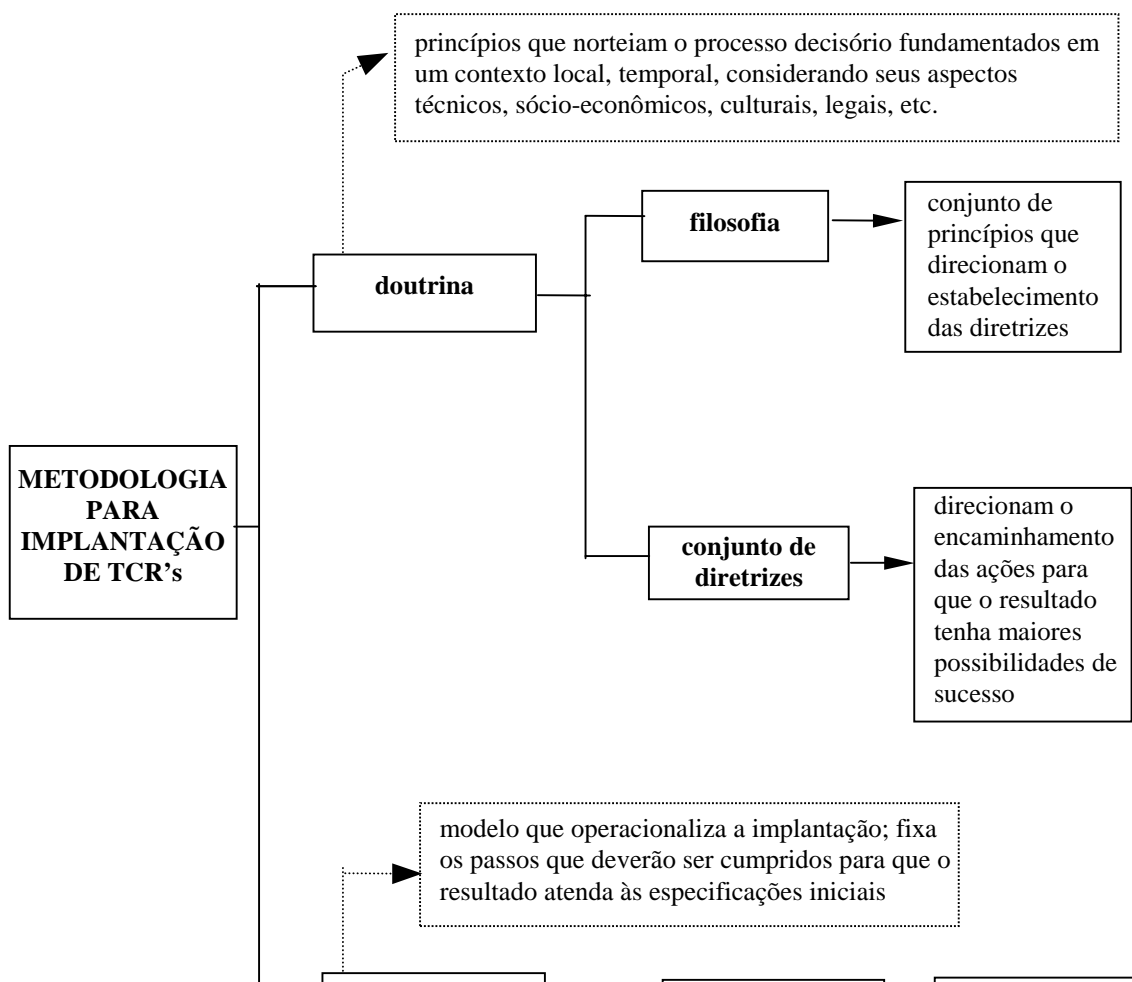 princípios que norteiam o processo decisório fundamentados em
um contexto local, temporal, considerando seus aspectos
técnicos, sócio-econômicos, culturais, legais, etc.
filosofia
conjunto de
princípios que
direcionam o
estabelecimento
das diretrizes
doutrina
METODOLOGIA
PARA
IMPLANTAÇÃO
DE TCR's
conjunto de
diretrizes
direcionam o
encaminhamento
das ações para
que o resultado
tenha maiores
possibilidades de
sucesso
modelo que operacionaliza a implantação; fixa
os passos que deverão ser cumpridos para que o
resultado atenda às especificações iniciais